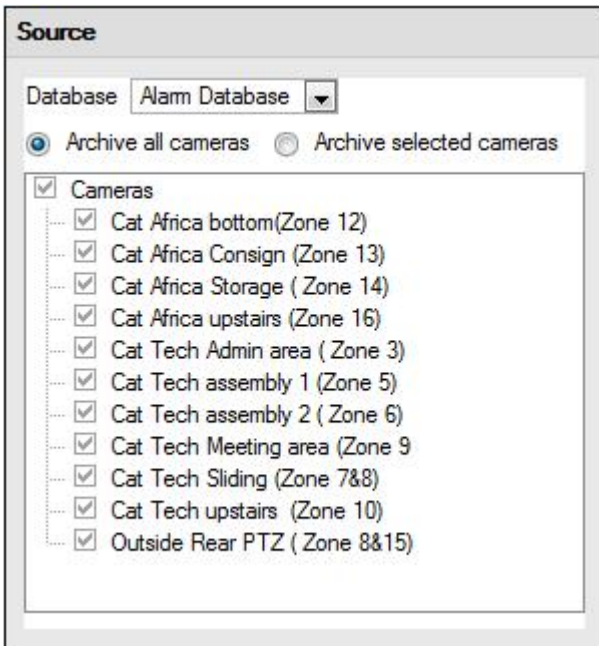 Source
Database Alarm Database
Archive all cameras Archive selected cameras
Cameras
Cat Africa bottom(Zone 12)
Cat Africa Consign (Zone 13)
Cat Africa Storage ( Zone 14)
Cat Africa upstairs (Zone 16)
Cat Tech Admin area ( Zone 3)
Cat Tech assembly 1 (Zone 5)
Cat Tech assembly 2 ( Zone 6)
Cat Tech Meeting area (Zone 9
Cat Tech Sliding (Zone 7&8)
Cat Tech upstairs  (Zone 10)
Outside Rear PTZ ( Zone 8&15)